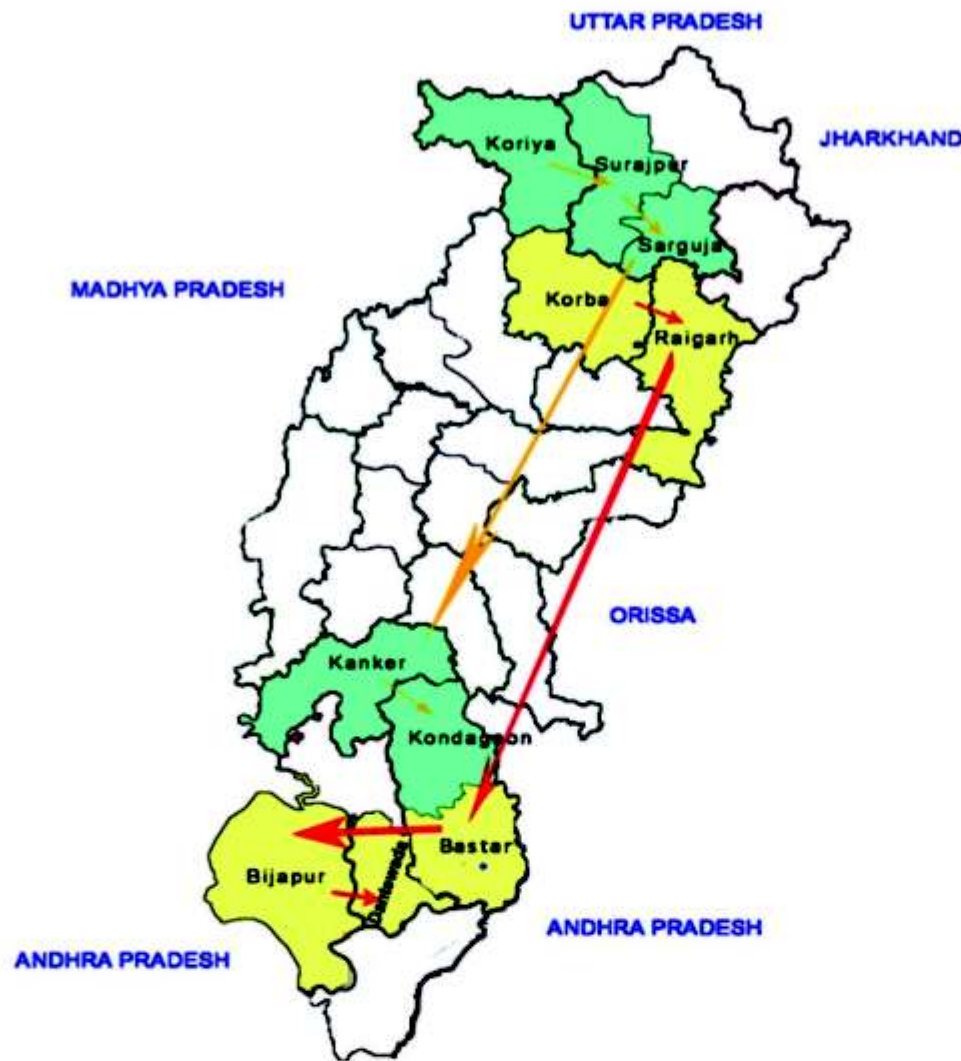 UTTAR PRADESH
JHARKHAND
Koriya
Surajpur
Sarguja
MADHYA PRADESH
Korba
Raigarh
ORISSA
Kanker
Kondagaon
Bastar
Bijapur
Dantewada
ANDHRA PRADESH
ANDHRA PRADESH